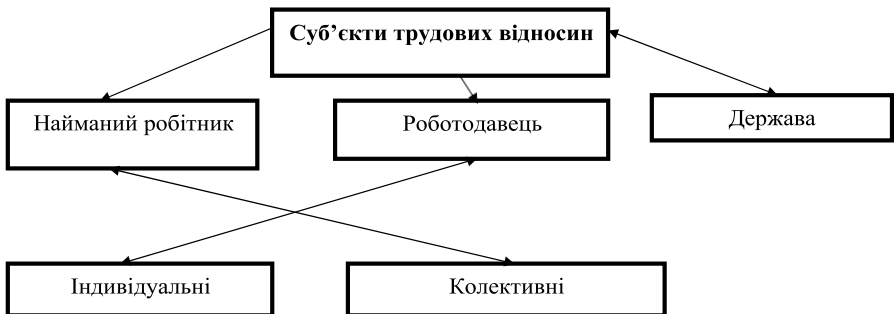 Суб’єкти трудових відносин
Найманий робітник
Роботодавець
Держава
Індивідуальні
Колективні